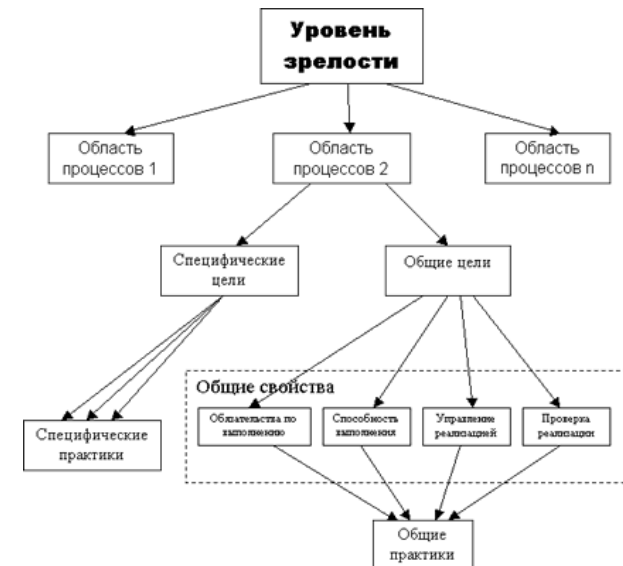 Уровень
зрелости
Область
процессов 1
Область
процессов 2
Область
процессов n
Специфические
цели
Общие цели
Общие свойства
Обязательства по
выполнению
Способность
выполнения
Управление
реализацией
Проверка
реализации
Специфические
практики
Общие
практики